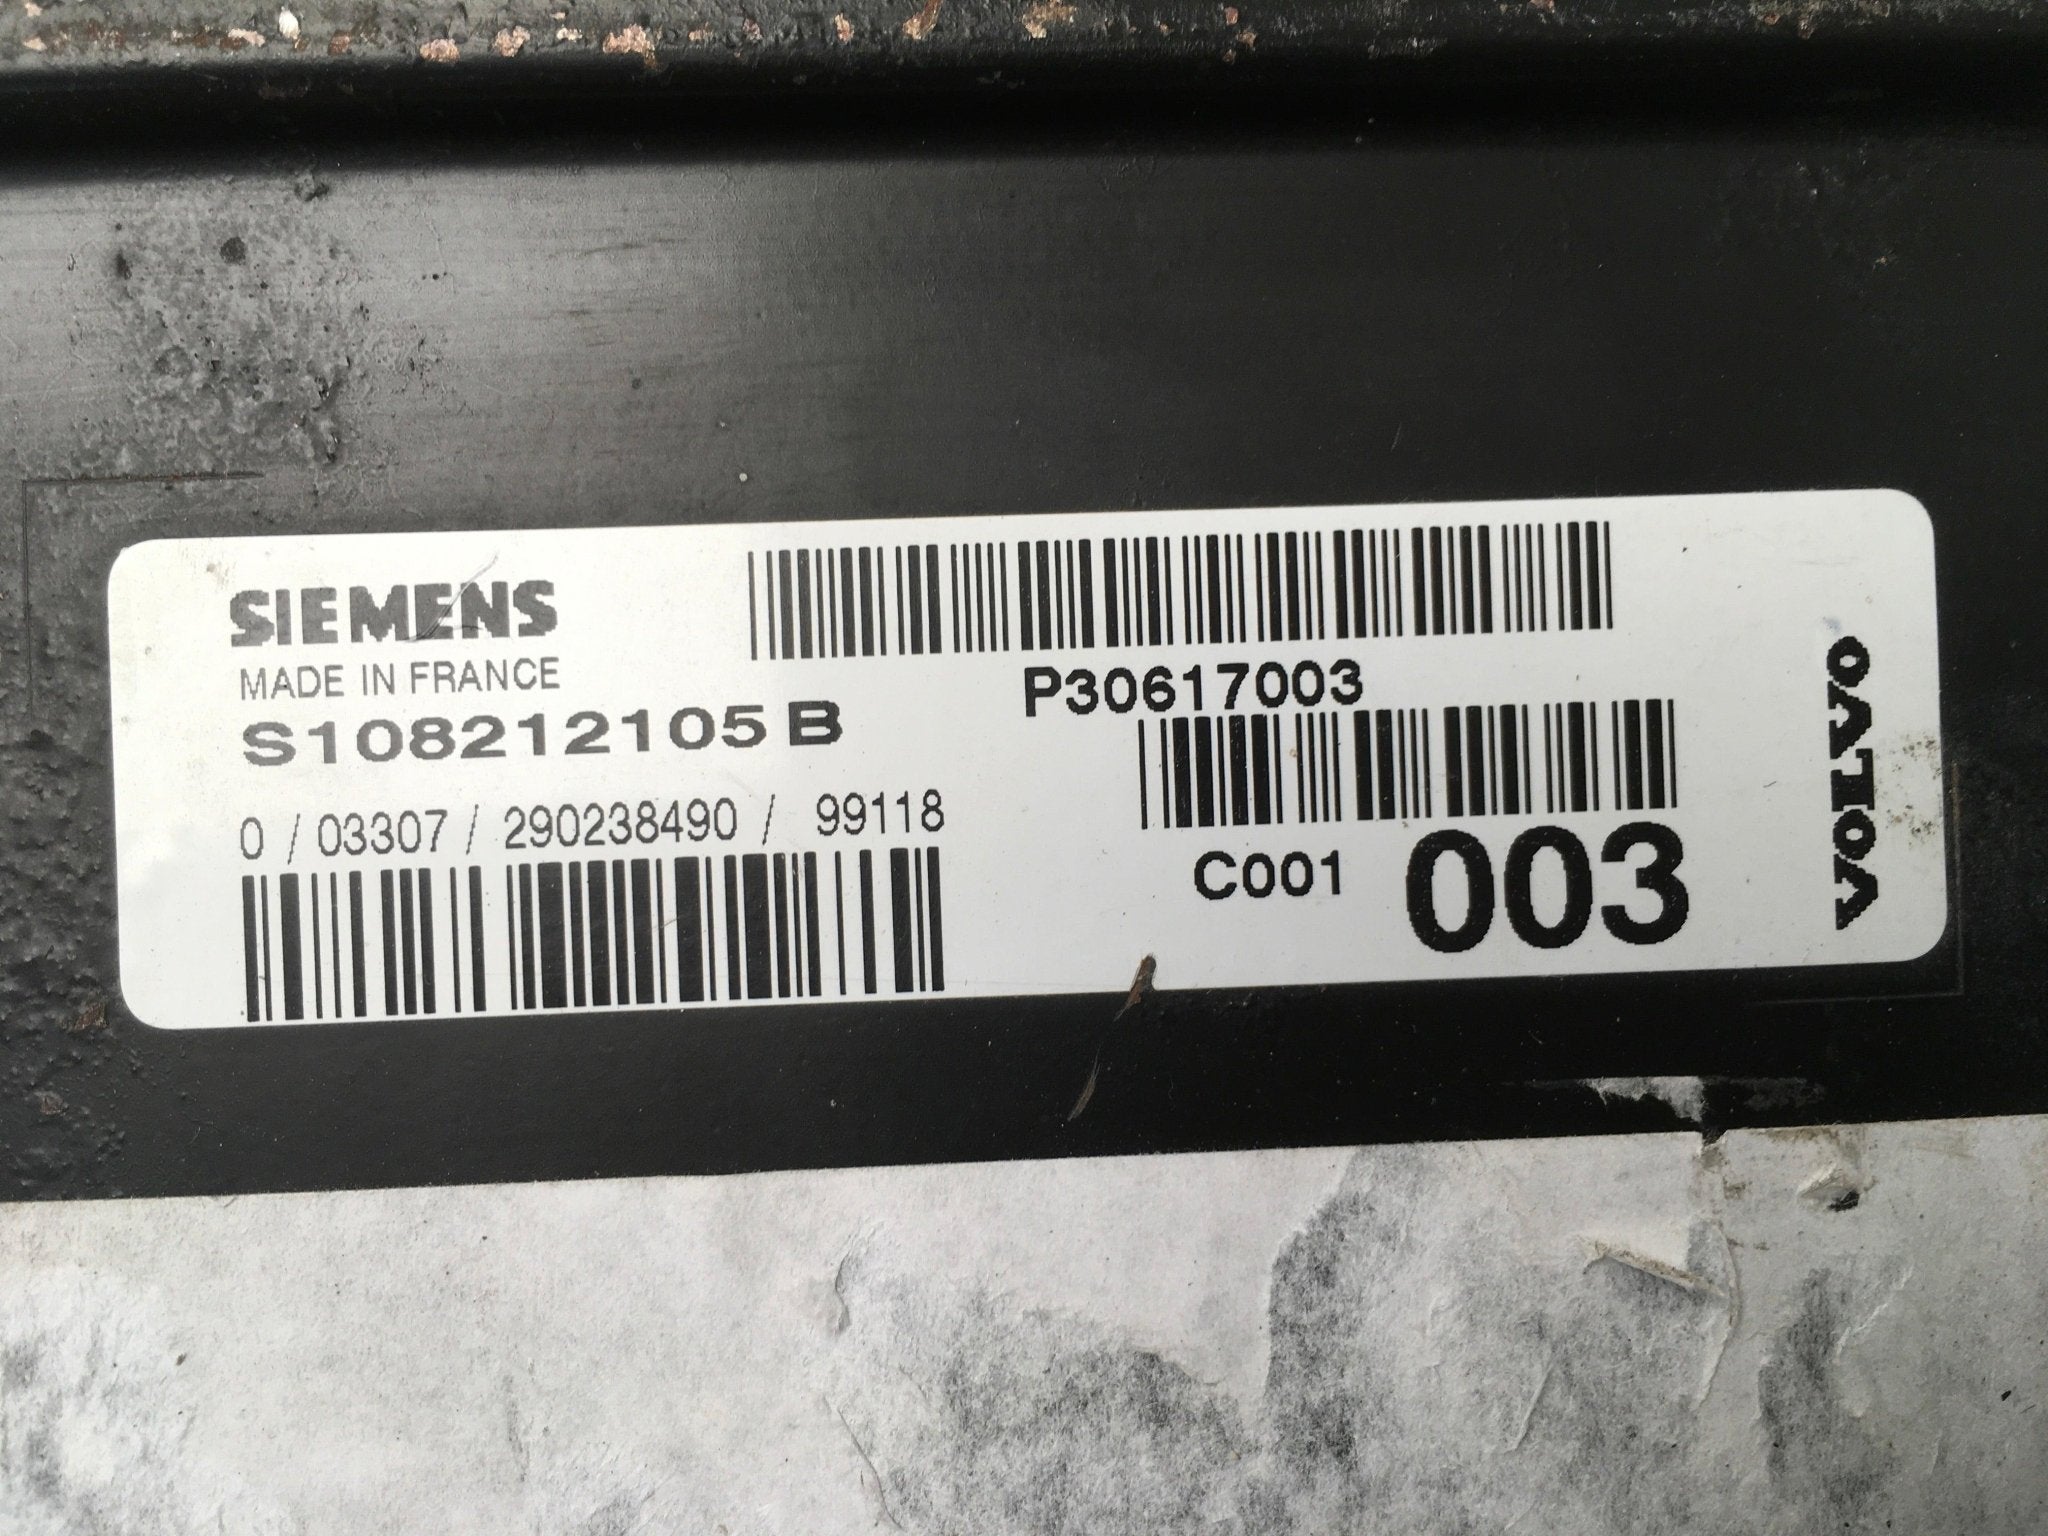 SIEMENS
MADE IN FRANCE
S108212105 B
0 / 03307 / 290238490 / 99118
P30617003
C001 003
VOLVO